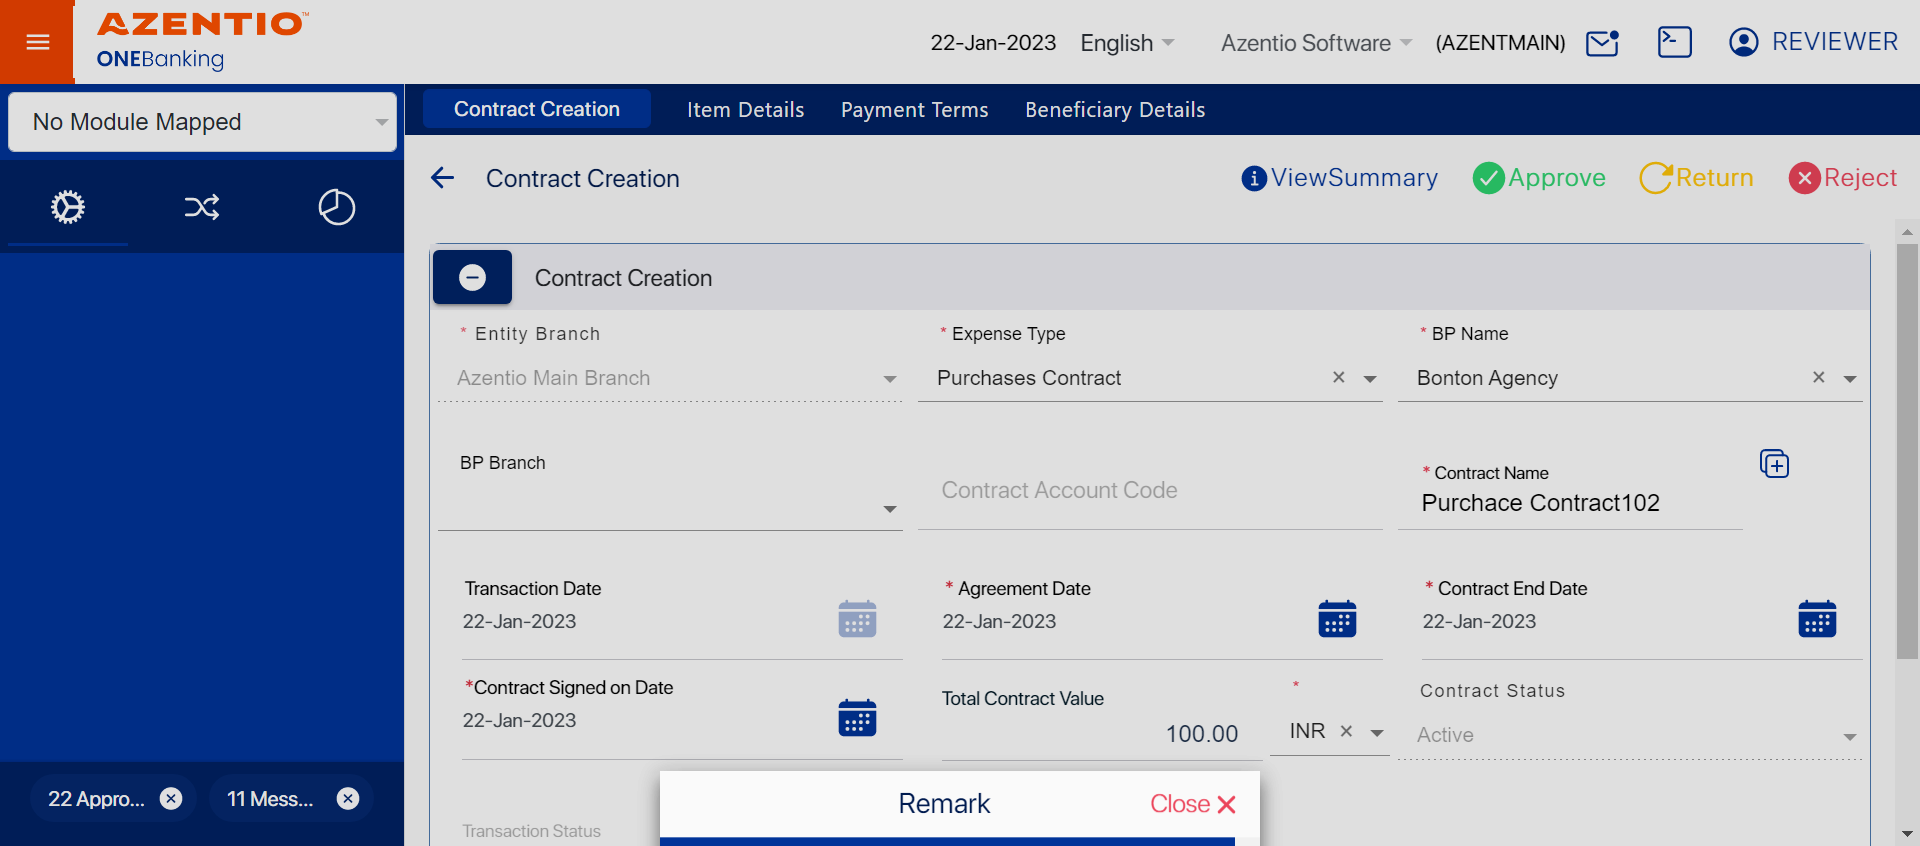 AZENTIO™
ONEBanking
22-Jan-2023 English Azentio Software (AZENTMAIN) REVIEWER
No Module Mapped
Contract Creation Item Details Payment Terms Beneficiary Details
Contract Creation ViewSummary Approve Return Reject
Contract Creation
* Entity Branch * Expense Type * BP Name
Azentio Main Branch Purchases Contract × Bonton Agency ×
BP Branch
Contract Account Code
* Contract Name
Purchace Contract102
Transaction Date * Agreement Date * Contract End Date
22-Jan-2023 22-Jan-2023 22-Jan-2023
*Contract Signed on Date Total Contract Value * Contract Status
22-Jan-2023 100.00 INR × Active
22 Appro... 11 Mess...
Remark Close ×
Transaction Status